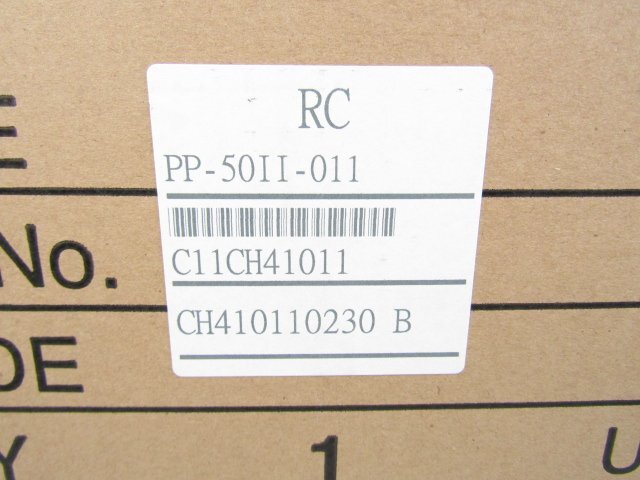 RC
PP-50II-011
No.
C11CH41011
CH410110230 B
DE
Y 1 U